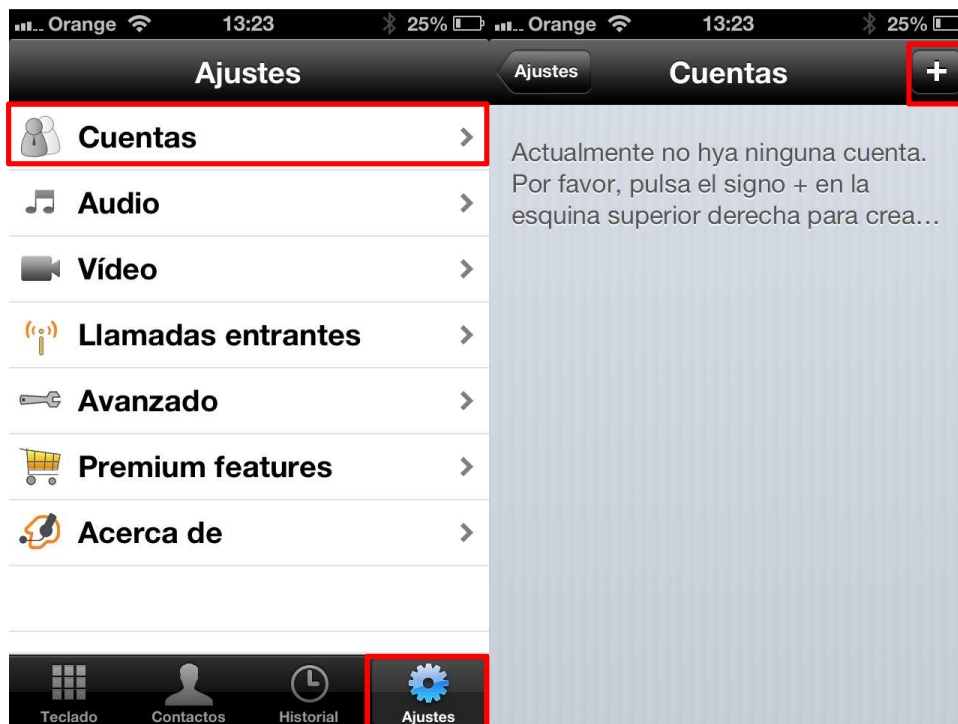 Orange 13:23 25%
Ajustes
Cuentas
Audio
Vídeo
Llamadas entrantes
Avanzado
Premium features
Acerca de
Teclado Contactos Historial Ajustes
Orange 13:23 25%
Ajustes Cuentas +
Actualmente no hya ninguna cuenta.
Por favor, pulsa el signo + en la
esquina superior derecha para crea...